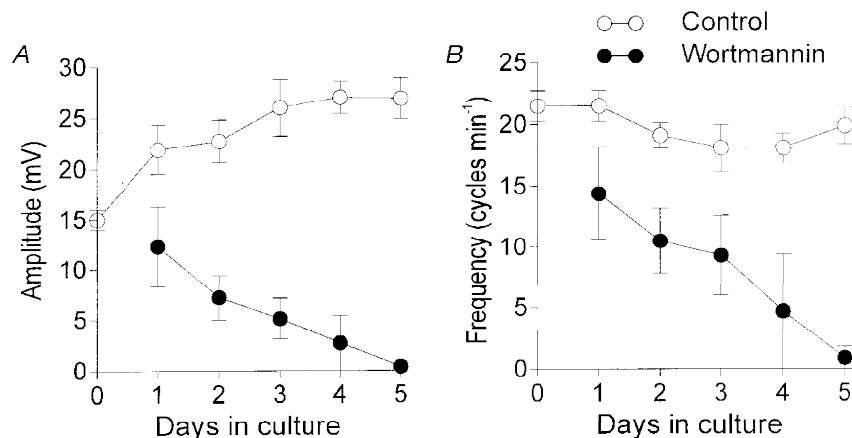 Control
Wortmannin
A
B
30
25
20
15
10
5
0
Amplitude (mV)
0 1 2 3 4 5
Days in culture
25
20
15
10
5
0
Frequency (cycles min⁻¹)
0 1 2 3 4 5
Days in culture